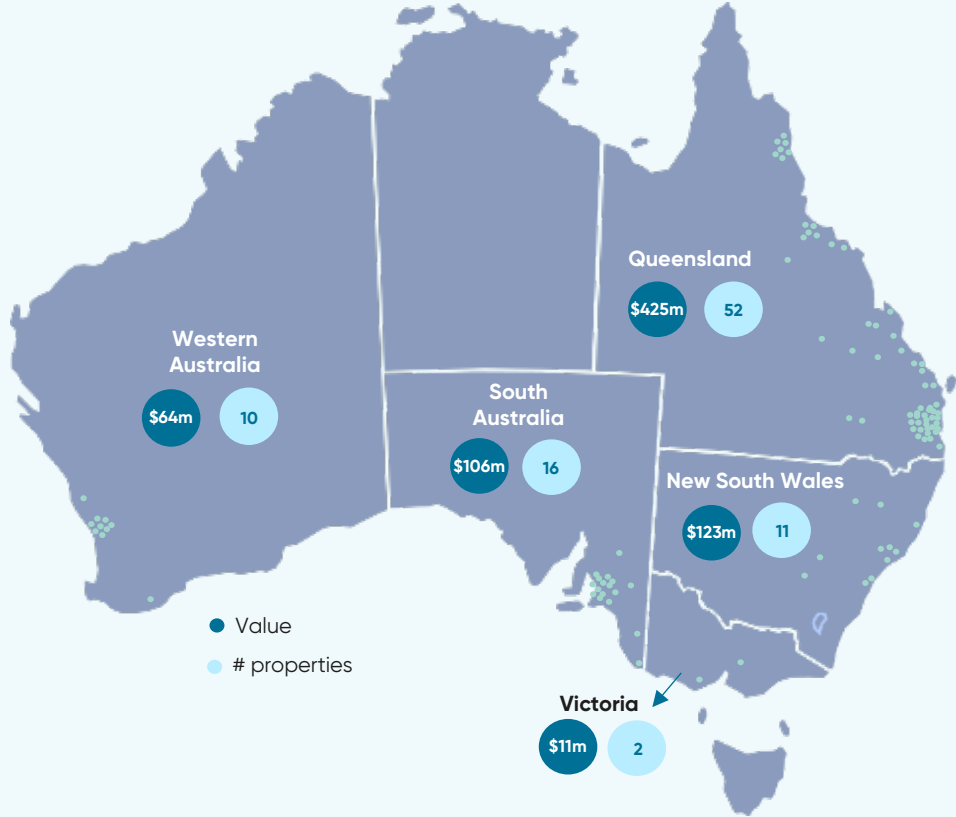 Queensland
$425m
52
Western
Australia
$64m
10
South
Australia
$106m
16
New South Wales
$123m
11
Value
# properties
Victoria
$11m
2